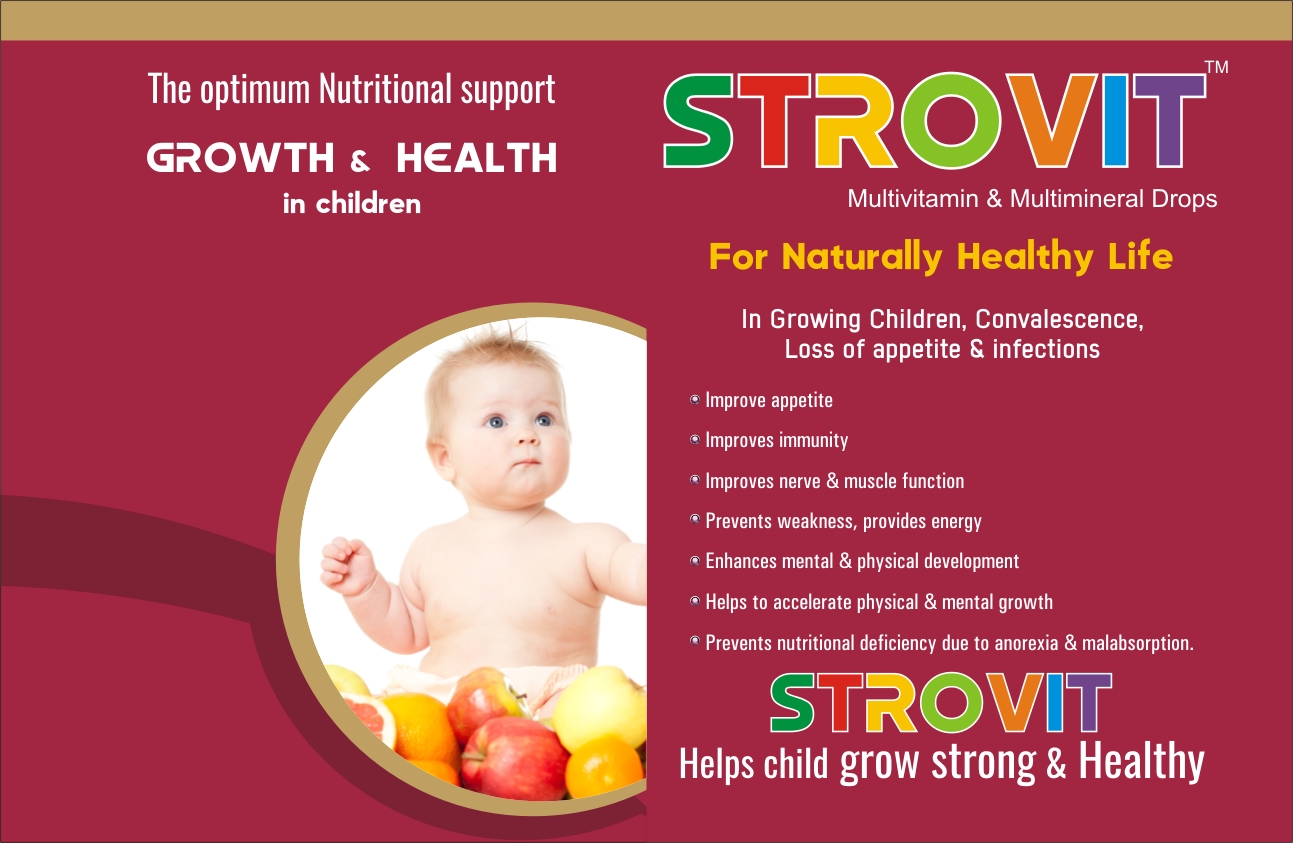 The optimum Nutritional support
GROWTH & HEALTH
in children
STROVIT™
Multivitamin & Multimineral Drops
For Naturally Healthy Life
In Growing Children, Convalescence,
Loss of appetite & infections
Improve appetite
Improves immunity
Improves nerve & muscle function
Prevents weakness, provides energy
Enhances mental & physical development
Helps to accelerate physical & mental growth
Prevents nutritional deficiency due to anorexia & malabsorption.
STROVIT
Helps child grow strong & Healthy